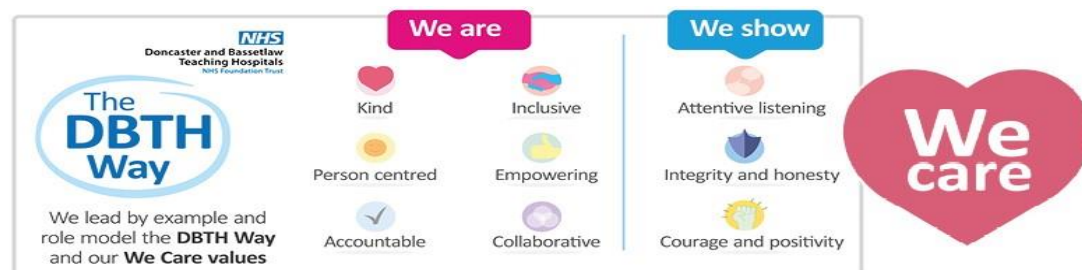 NHS
Doncaster and Bassetlaw
Teaching Hospitals
NHS Foundation Trust
The
DBTH
Way
We lead by example and
role model the DBTH Way
and our We Care values
We are
Kind
Inclusive
Person centred
Empowering
Accountable
Collaborative
We show
Attentive listening
Integrity and honesty
Courage and positivity
We
care